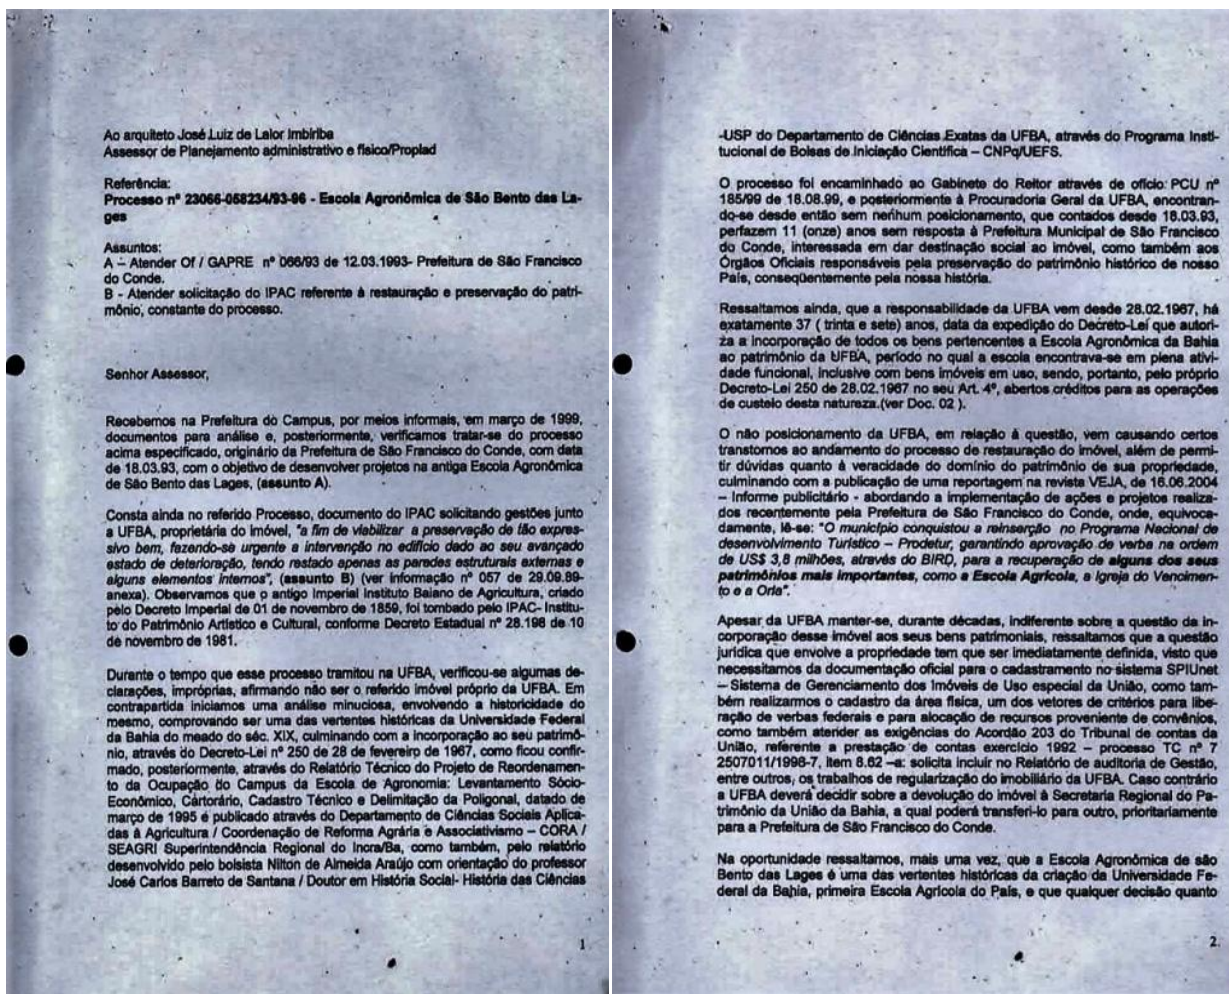 Ao arquiteto José Luiz de Lalor Imbiriba
Assessor de Planejamento administrativo e físico/Proplad
Referência:
Processo nº 23066-058234/93-96 - Escola Agronômica de São Bento das La-
ges
Assuntos:
A – Atender Of / GAPRE nº 066/93 de 12.03.1993- Prefeitura de São Francisco
do Conde.
B - Atender solicitação do IPAC referente à restauração e preservação do patri-
mônio, constante do processo.
Senhor Assessor,
Recebemos na Prefeitura do Campus, por meios informais, em março de 1999,
documentos para análise e, posteriormente, verificamos tratar-se do processo
acima especificado, originário da Prefeitura de São Francisco do Conde, com data
de 18.03.93, com o objetivo de desenvolver projetos na antiga Escola Agronômica
de São Bento das Lages, (assunto A).
Consta ainda no referido Processo, documento do IPAC solicitando gestões junto
a UFBA, proprietária do imóvel, "a fim de viabilizar a preservação de tão expres-
sivo bem, fazendo-se urgente a intervenção no edifício dado ao seu avançado
estado de deterioração, tendo restado apenas as paredes estruturais externas e
alguns elementos internos", (assunto B) (ver informação nº 057 de 29.09.89-
anexa). Observamos que o antigo Imperial Instituto Baiano de Agricultura, criado
pelo Decreto Imperial de 01 de novembro de 1859, foi tombado pelo IPAC- Institu-
to do Patrimônio Artístico e Cultural, conforme Decreto Estadual nº 28.198 de 10
de novembro de 1981.
Durante o tempo que esse processo tramitou na UFBA, verificou-se algumas de-
clarações, impróprias, afirmando não ser o referido imóvel próprio da UFBA. Em
contrapartida iniciamos uma análise minuciosa, envolvendo a historicidade do
mesmo, comprovando ser uma das vertentes históricas da Universidade Federal
da Bahia do meado do séc. XIX, culminando com a incorporação ao seu patrimô-
nio, através do Decreto-Lei nº 250 de 28 de fevereiro de 1967, como ficou confir-
mado, posteriormente, através do Relatório Técnico do Projeto de Reordenamen-
to da Ocupação do Campus da Escola de Agronomia: Levantamento Sócio-
Econômico, Cartorário, Cadastro Técnico e Delimitação da Poligonal, datado de
março de 1995 é publicado através do Departamento de Ciências Sociais Aplica-
das à Agricultura / Coordenação de Reforma Agrária e Associativismo – CORA /
SEAGRI Superintendência Regional do Incra/Ba, como também, pelo relatório
desenvolvido pelo bolsista Nilton de Almeida Araújo com orientação do professor
José Carlos Barreto de Santana / Doutor em História Social- História das Ciências
1
-USP do Departamento de Ciências Exatas da UFBA, através do Programa Insti-
tucional de Bolsas de Iniciação Científica – CNPq/UEFS.
O processo foi encaminhado ao Gabinete do Reitor através de ofício PCU nº
185/99 de 18.08.99, e posteriormente à Procuradoria Geral da UFBA, encontran-
do-se desde então sem nenhum posicionamento, que contados desde 18.03.93,
perfazem 11 (onze) anos sem resposta à Prefeitura Municipal de São Francisco
do Conde, interessada em dar destinação social ao imóvel, como também aos
Órgãos Oficiais responsáveis pela preservação do patrimônio histórico de nosso
País, conseqüentemente pela nossa história.
Ressaltamos ainda, que a responsabilidade da UFBA vem desde 28.02.1967, há
exatamente 37 ( trinta e sete) anos, data da expedição do Decreto-Lei que autori-
za a incorporação de todos os bens pertencentes a Escola Agronômica da Bahia
ao patrimônio da UFBA, período no qual a escola encontrava-se em plena ativi-
dade funcional, inclusive com bens imóveis em uso, sendo, portanto, pelo próprio
Decreto-Lei 250 de 28.02.1967 no seu Art. 4º, abertos créditos para as operações
de custeio desta natureza.(ver Doc. 02 ).
O não posicionamento da UFBA, em relação à questão, vem causando certos
transtornos ao andamento do processo de restauração do imóvel, além de permi-
tir dúvidas quanto à veracidade do domínio do patrimônio de sua propriedade,
culminando com a publicação de uma reportagem na revista VEJA, de 16.06.2004
– Informe publicitário - abordando a implementação de ações e projetos realiza-
dos recentemente pela Prefeitura de São Francisco do Conde, onde, equivoca-
damente, lê-se: "O município conquistou a reinserção no Programa Nacional de
desenvolvimento Turístico – Prodetur, garantindo aprovação de verba na ordem
de US$ 3,8 milhões, através do BIRD, para a recuperação de alguns dos seus
patrimônios mais importantes, como a Escola Agrícola, a Igreja do Vencimen-
to e a Orla".
Apesar da UFBA manter-se, durante décadas, indiferente sobre a questão da in-
corporação desse imóvel aos seus bens patrimoniais, ressaltamos que a questão
jurídica que envolve a propriedade tem que ser imediatamente definida, visto que
necessitamos da documentação oficial para o cadastramento no sistema SPIUnet
– Sistema de Gerenciamento dos Imóveis de Uso especial da União, como tam-
bém realizarmos o cadastro da área física, um dos vetores de critérios para libe-
ração de verbas federais e para alocação de recursos proveniente de convênios,
como também atender as exigências do Acordão 203 do Tribunal de contas da
União, referente a prestação de contas exercício 1992 – processo TC nº 7
2507011/1998-7, item 8.62 –a: solicita incluir no Relatório de auditoria de Gestão,
entre outros, os trabalhos de regularização do imobiliário da UFBA. Caso contrário
a UFBA deverá decidir sobre a devolução do imóvel à Secretaria Regional do Pa-
trimônio da União da Bahia, a qual poderá transferí-lo para outro, prioritariamente
para a Prefeitura de São Francisco do Conde.
Na oportunidade ressaltamos, mais uma vez, que a Escola Agronômica de são
Bento das Lages é uma das vertentes históricas da criação da Universidade Fe-
deral da Bahia, primeira Escola Agrícola do País, e que qualquer decisão quanto
2.